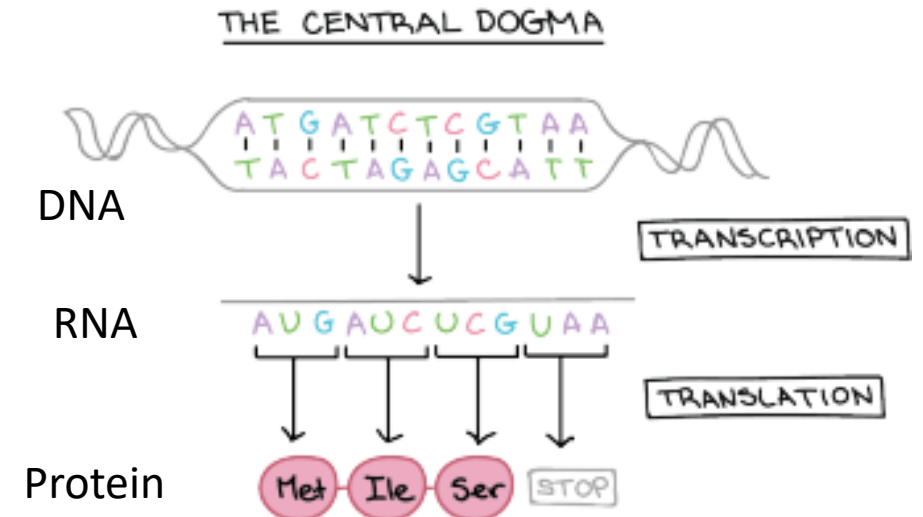 THE CENTRAL DOGMA
ATGATCTCGTAA
TACTAGAGCATT
DNA
TRANSCRIPTION
RNA
AUGAUCUCGUAA
TRANSLATION
Protein
Met Ile Ser STOP